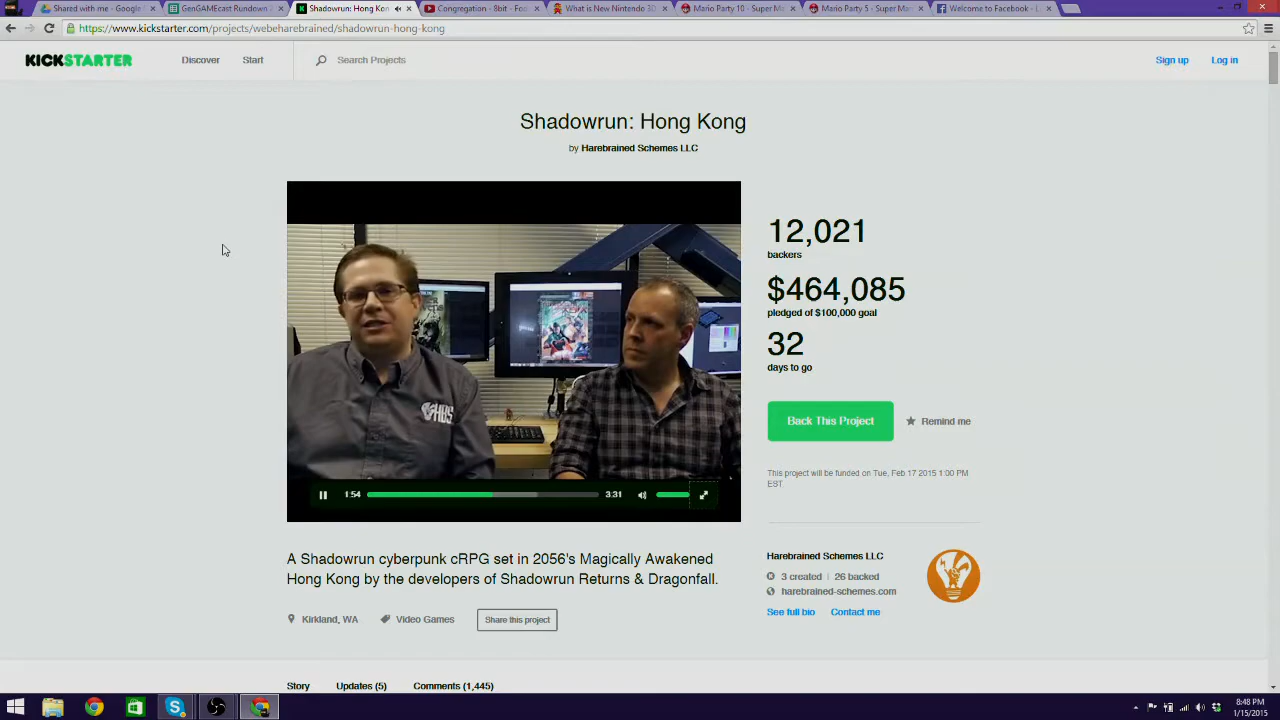 Shared with me - Google
GenGAMEcast Rundown
Shadowrun: Hong Kon
Congregation - 8bit - Foo
What is New Nintendo 3D
Mario Party 10 - Super Ma
Mario Party 5 - Super Mar
Welcome to Facebook - L
https://www.kickstarter.com/projects/webeharebrained/shadowrun-hong-kong
KICKSTARTER
Discover
Start
Search Projects
Sign up
Log in
Shadowrun: Hong Kong
by Harebrained Schemes LLC
12,021
backers
$464,085
pledged of $100,000 goal
32
days to go
Back This Project
Remind me
This project will be funded on Tue, Feb 17 2015 1:00 PM
EST.
HBS
1:54
3:31
A Shadowrun cyberpunk cRPG set in 2056's Magically Awakened
Hong Kong by the developers of Shadowrun Returns & Dragonfall.
Kirkland, WA
Video Games
Share this project
Harebrained Schemes LLC
3 created | 26 backed
harebrained-schemes.com
See full bio
Contact me
Story
Updates (5)
Comments (1,445)
8:48 PM
1/15/2015